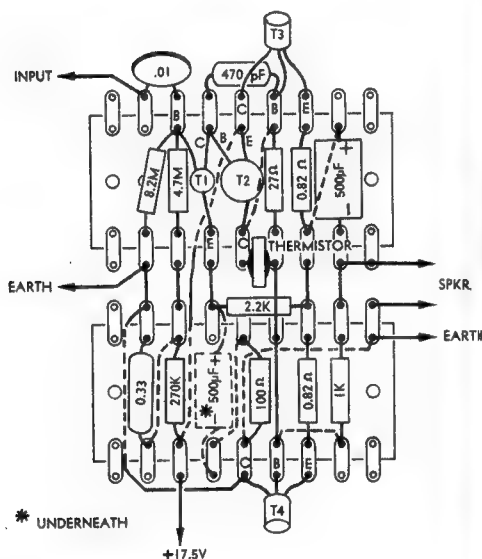 T3
.01
470 pF
INPUT
C
B
E
B
C
B
E
8.2M
4.7M
T1
T2
27Ω
0.82 Ω
500µF
+
−
E
C
THERMISTOR
EARTH
SPKR
2.2K
EARTH
0.33
270K
500µF
+
−
*
100 Ω
0.82 Ω
1K
C
B
E
T4
* UNDERNEATH
+17.5V